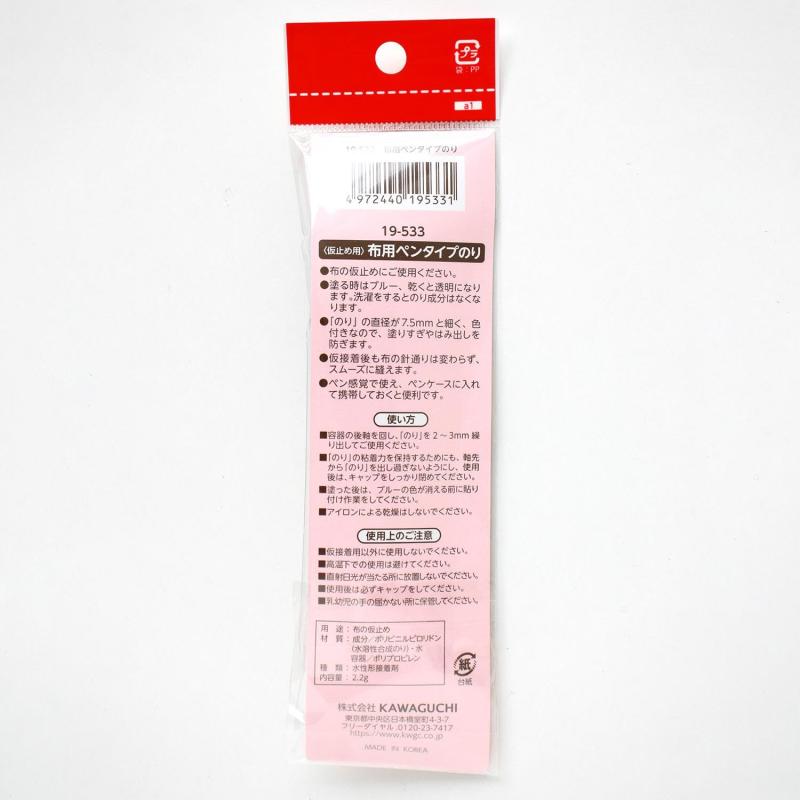 プラ
袋:PP
a1
19-533 布用ペンタイプのり
4 972440 195331
19-533
〈仮止め用〉布用ペンタイプのり
●布の仮止めにご使用ください。
●塗る時はブルー、乾くと透明になり
ます。洗濯をするとのり成分はなくな
ります。
●「のり」の直径が7.5mmと細く、色
付きなので、塗りすぎやはみ出しを
防ぎます。
●仮接着後も布の針通りは変わらず、
スムーズに縫えます。
●ペン感覚で使え、ペンケースに入れ
て携帯しておくと便利です。
使い方
■容器の後軸を回し、「のり」を2〜3mm繰
り出してご使用ください。
■「のり」の粘着力を保持するためにも、軸先
から「のり」を出し過ぎないようにし、使用
後は、キャップをしっかり閉めてください。
■塗った後は、ブルーの色が消える前に貼り
付け作業をしてください。
■アイロンによる乾燥はしないでください。
使用上のご注意
■仮接着用以外に使用しないでください。
■高温下での使用は避けてください。
■直射日光が当たる所に放置しないでください。
■使用後は必ずキャップをしてください。
■乳幼児の手の届かない所に保管してください。
用途:布の仮止め
材質:成分/ポリビニルピロリドン
(水溶性合成のり)・水
容器/ポリプロピレン
種類:水性形接着剤
内容量:2.2g
紙
台紙
株式会社 KAWAGUCHI
東京都中央区日本橋室町4-3-7
フリーダイヤル.0120-23-7417
http://www.kwgc.co.jp
MADE IN KOREA